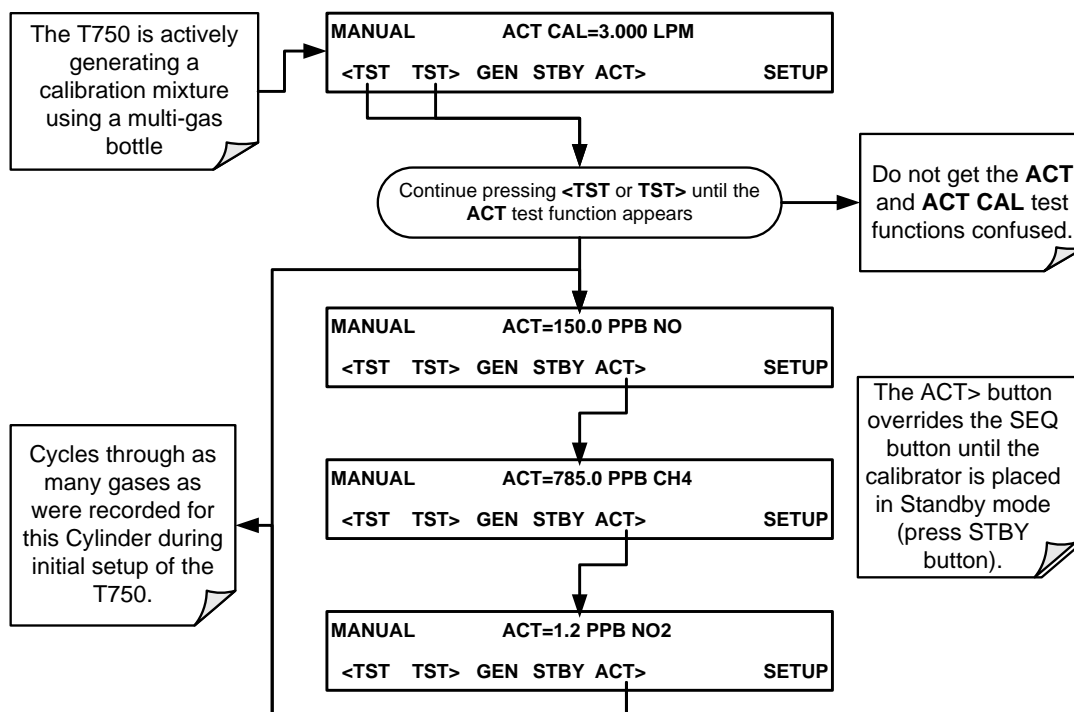 The T750 is actively
generating a
calibration mixture
using a multi-gas
bottle
MANUAL ACT CAL=3.000 LPM
<TST TST> GEN STBY ACT> SETUP
Continue pressing <TST or TST> until the
ACT test function appears
Do not get the ACT
and ACT CAL test
functions confused.
MANUAL ACT=150.0 PPB NO
<TST TST> GEN STBY ACT> SETUP
The ACT> button
overrides the SEQ
button until the
calibrator is placed
in Standby mode
(press STBY
button).
Cycles through as
many gases as
were recorded for
this Cylinder during
initial setup of the
T750.
MANUAL ACT=785.0 PPB CH4
<TST TST> GEN STBY ACT> SETUP
MANUAL ACT=1.2 PPB NO2
<TST TST> GEN STBY ACT> SETUP